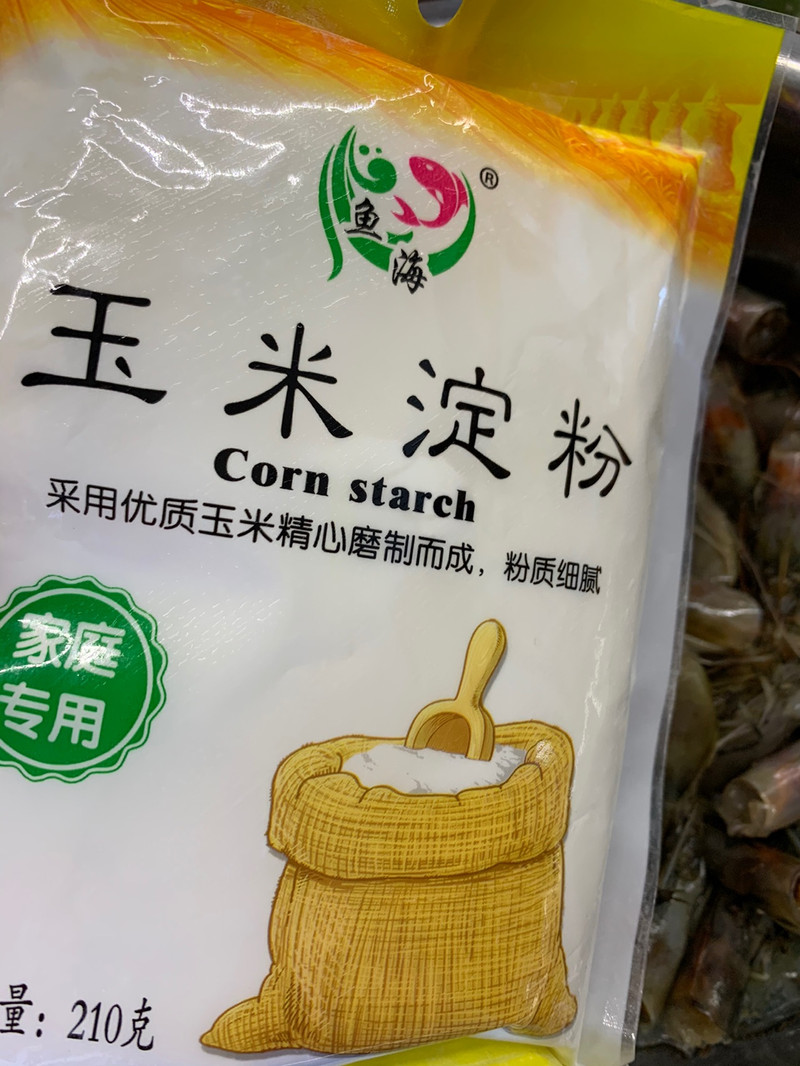 鱼海®
玉米淀粉
Corn starch
采用优质玉米精心磨制而成，粉质细腻
家庭
专用
量：210克